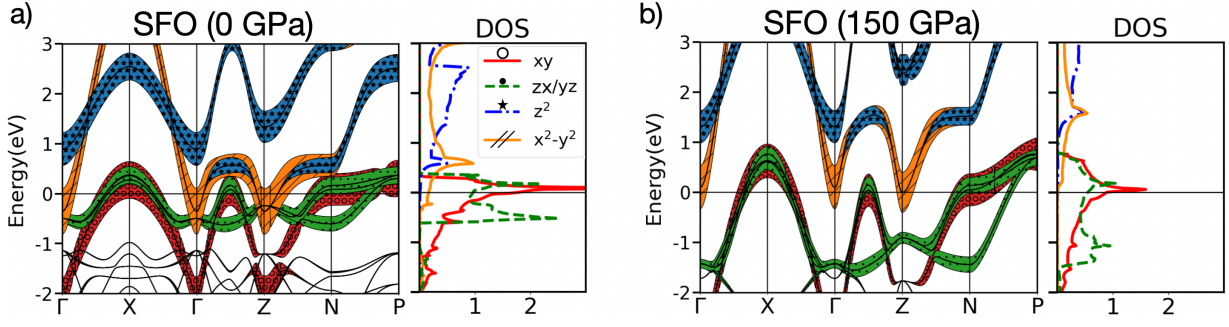 a)
SFO (0 GPa)
DOS
Energy(eV)
3
2
1
0
-1
-2
Γ X Γ Z N P
xy
zx/yz
z²
x²-y²
1 2
b)
SFO (150 GPa)
DOS
Energy(eV)
3
2
1
0
-1
-2
Γ X Γ Z N P
1 2